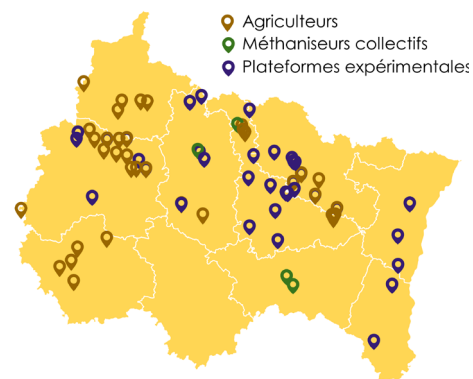 Agriculteurs
Méthaniseurs collectifs
Plateformes expérimentales